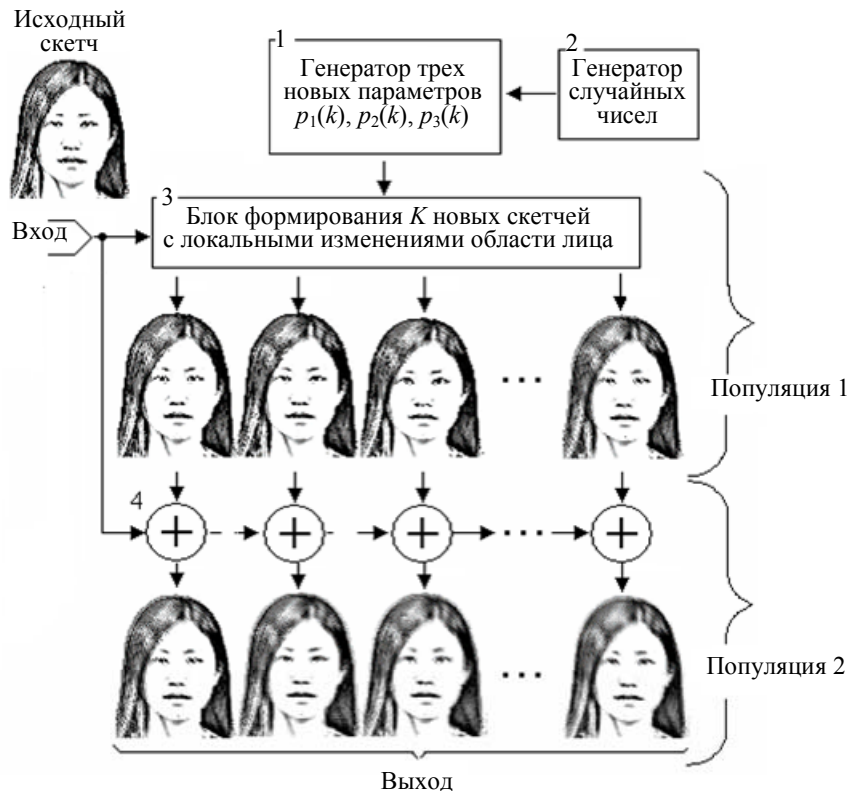 Исходный
скетч
1
Генератор трех
новых параметров
p₁(k), p₂(k), p₃(k)
2
Генератор
случайных
чисел
3
Блок формирования K новых скетчей
с локальными изменениями области лица
Вход
. . .
Популяция 1
4
. . .
Популяция 2
. . .
Выход